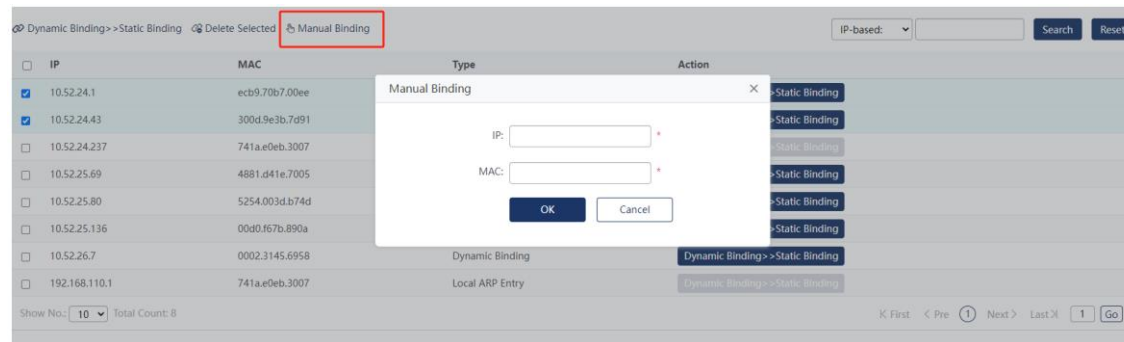 Dynamic Binding>>Static Binding Delete Selected Manual Binding IP-based: Search Reset
IP MAC Type Action
Manual Binding
10.52.24.1 ecb9.70b7.00ee >Static Binding
10.52.24.43 300d.9e3b.7d91 >Static Binding
IP: *
10.52.24.237 741a.e0eb.3007 >Static Binding
10.52.25.69 4881.d41e.7005 >Static Binding
MAC: *
10.52.25.80 5254.003d.b74d >Static Binding
OK Cancel
10.52.25.136 00d0.f67b.890a >Static Binding
10.52.26.7 0002.3145.6958 Dynamic Binding Dynamic Binding>>Static Binding
192.168.110.1 741a.e0eb.3007 Local ARP Entry Dynamic Binding>>Static Binding
Show No.: 10 Total Count: 8 First < Pre 1 Next > Last 1 Go